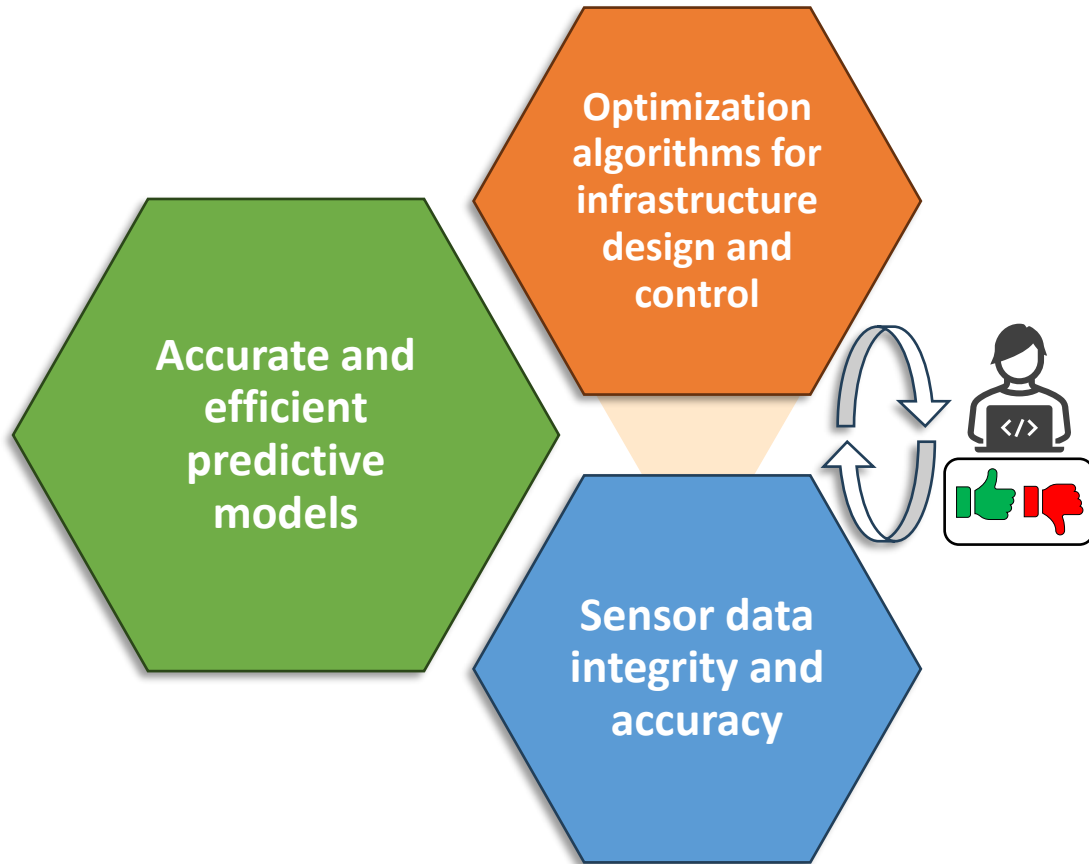 Optimization
algorithms for
infrastructure
design and
control
Accurate and
efficient
predictive
models
</>
Sensor data
integrity and
accuracy